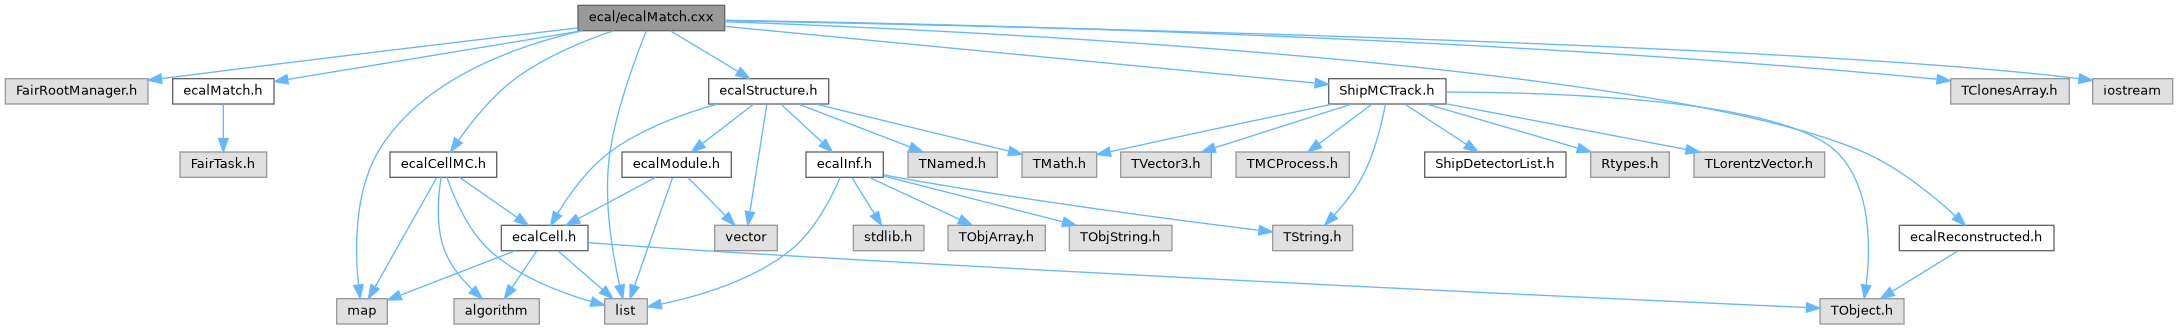 ecal/ecalMatch.cxx
FairRootManager.h
ecalMatch.h
ecalStructure.h
ShipMCTrack.h
TClonesArray.h
iostream
FairTask.h
ecalCellMC.h
ecalModule.h
ecalInf.h
TNamed.h
TMath.h
TVector3.h
TMCProcess.h
ShipDetectorList.h
Rtypes.h
TLorentzVector.h
ecalCell.h
vector
stdlib.h
TObjArray.h
TObjString.h
TString.h
ecalReconstructed.h
map
algorithm
list
TObject.h